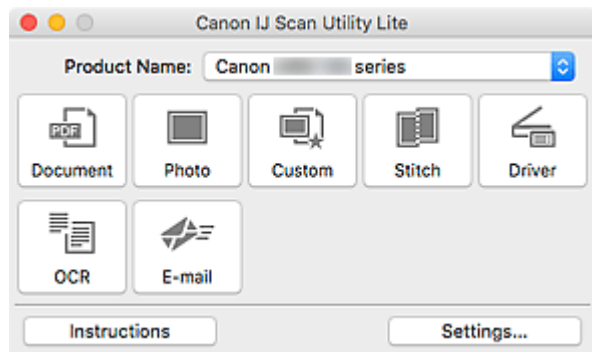 Canon IJ Scan Utility Lite
Product Name: Canon series
PDF
Document Photo Custom Stitch Driver
OCR E-mail
Instructions Settings...